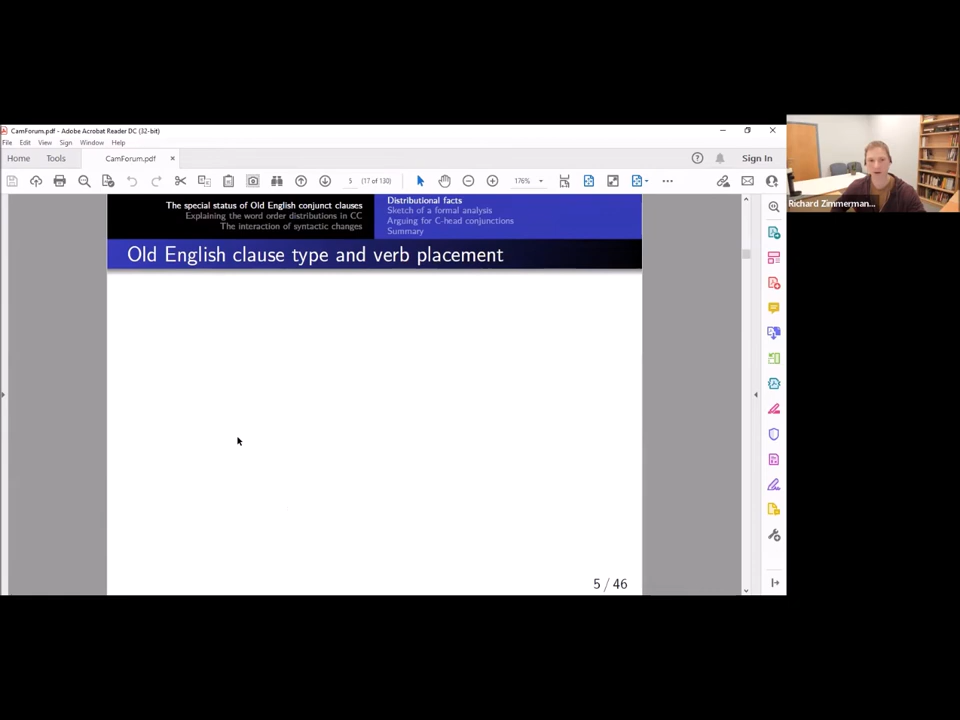 CamForum.pdf - Adobe Acrobat Reader DC (32-bit)
File Edit View Sign Window Help
Home Tools CamForum.pdf × Sign In
5 (17 of 130) 176%
The special status of Old English conjunct clauses
Explaining the word order distributions in CC
The interaction of syntactic changes
Distributional facts
Sketch of a formal analysis
Arguing for C-head conjunctions
Summary
Old English clause type and verb placement
5 / 46
Richard Zimmerman...